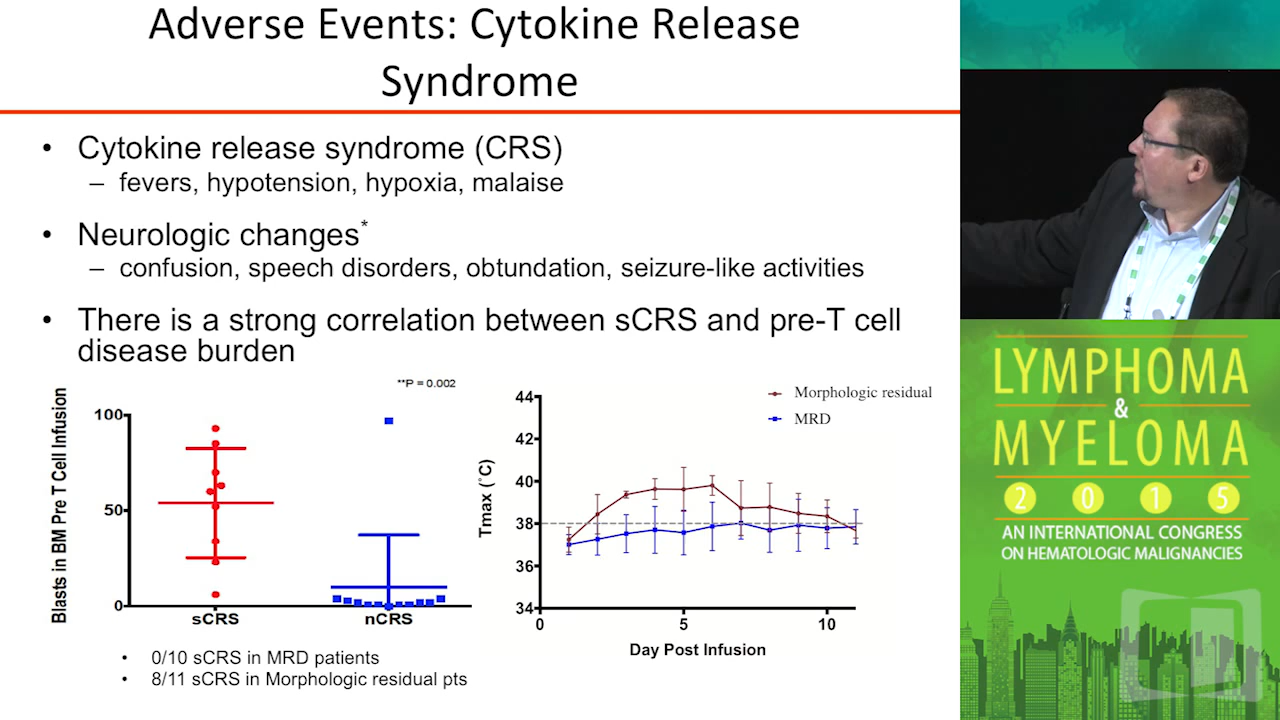 Adverse Events: Cytokine Release
Syndrome
• Cytokine release syndrome (CRS)
– fevers, hypotension, hypoxia, malaise
• Neurologic changes*
– confusion, speech disorders, obtundation, seizure-like activities
• There is a strong correlation between sCRS and pre-T cell
disease burden
**P = 0.002
Blasts in BM Pre T Cell Infusion
100
50
0
sCRS
nCRS
• 0/10 sCRS in MRD patients
• 8/11 sCRS in Morphologic residual pts
Morphologic residual
MRD
Tmax (°C)
44
42
40
38
36
34
0
5
10
Day Post Infusion
LYMPHOMA
&
MYELOMA
2 0 1 5
AN INTERNATIONAL CONGRESS
ON HEMATOLOGIC MALIGNANCIES